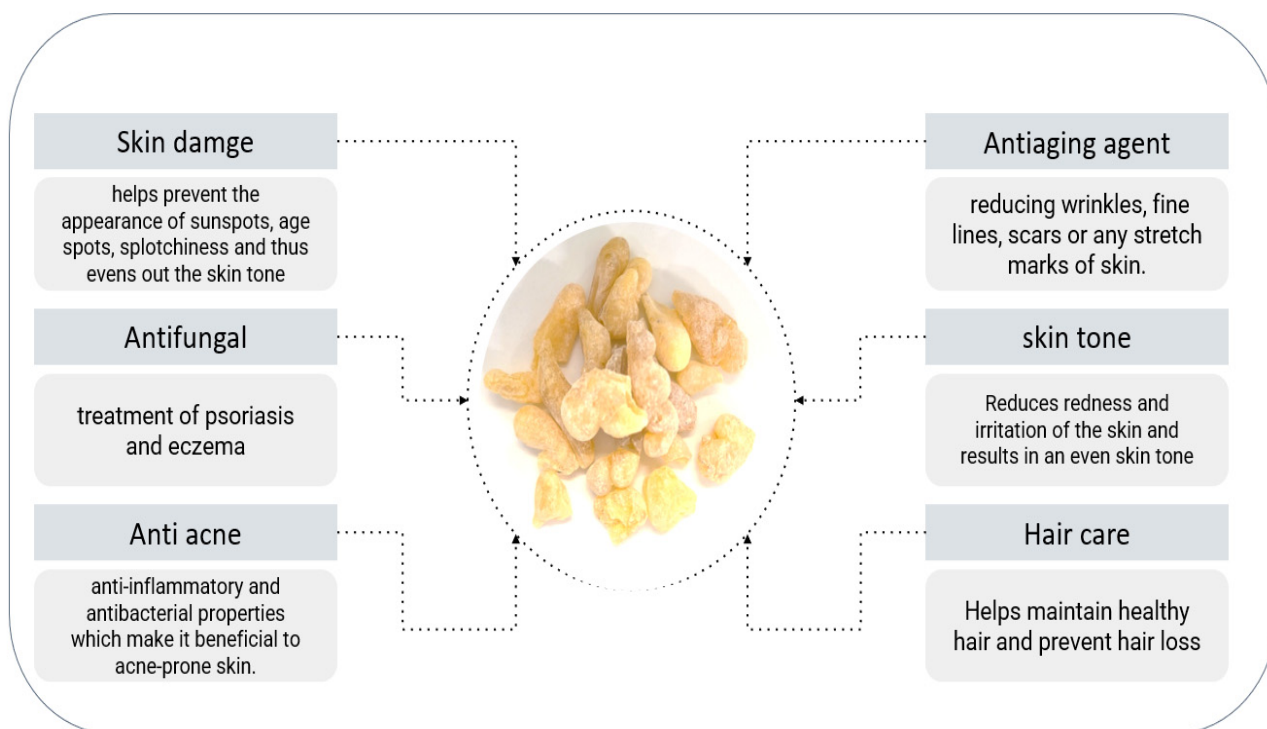 Skin damge
helps prevent the
appearance of sunspots, age
spots, splotchiness and thus
evens out the skin tone
Antifungal
treatment of psoriasis
and eczema
Anti acne
anti-inflammatory and
antibacterial properties
which make it beneficial to
acne-prone skin.
Antiaging agent
reducing wrinkles, fine
lines, scars or any stretch
marks of skin.
skin tone
Reduces redness and
irritation of the skin and
results in an even skin tone
Hair care
Helps maintain healthy
hair and prevent hair loss